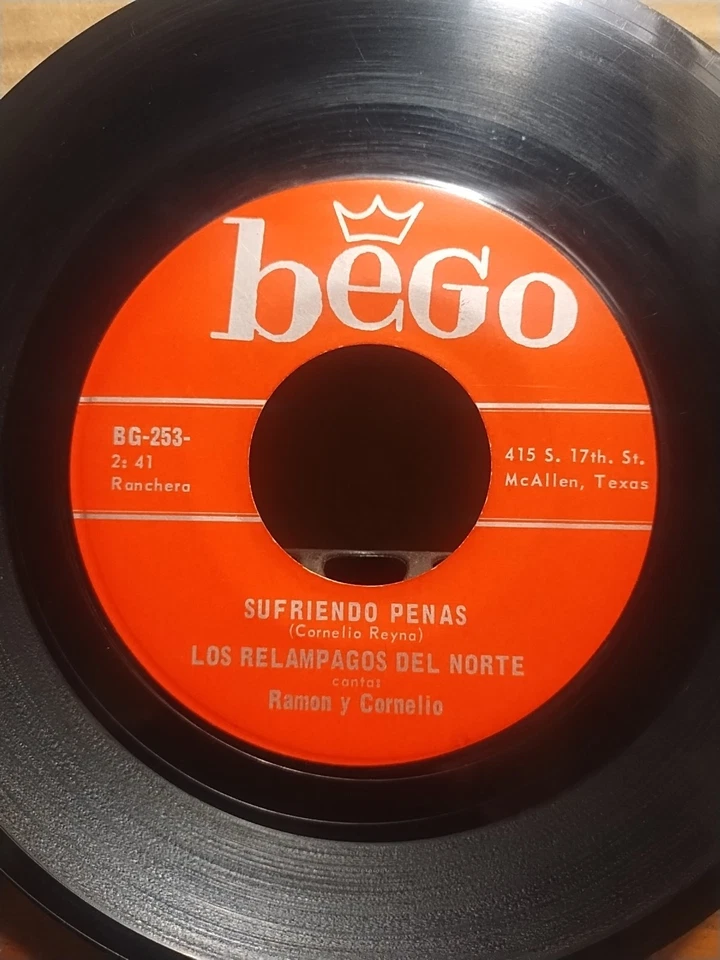 beGo
BG-253-
2: 41
Ranchera
415 S. 17th. St.
McAllen, Texas
SUFRIENDO PENAS
(Cornelio Reyna)
LOS RELAMPAGOS DEL NORTE
canta:
Ramon y Cornelio